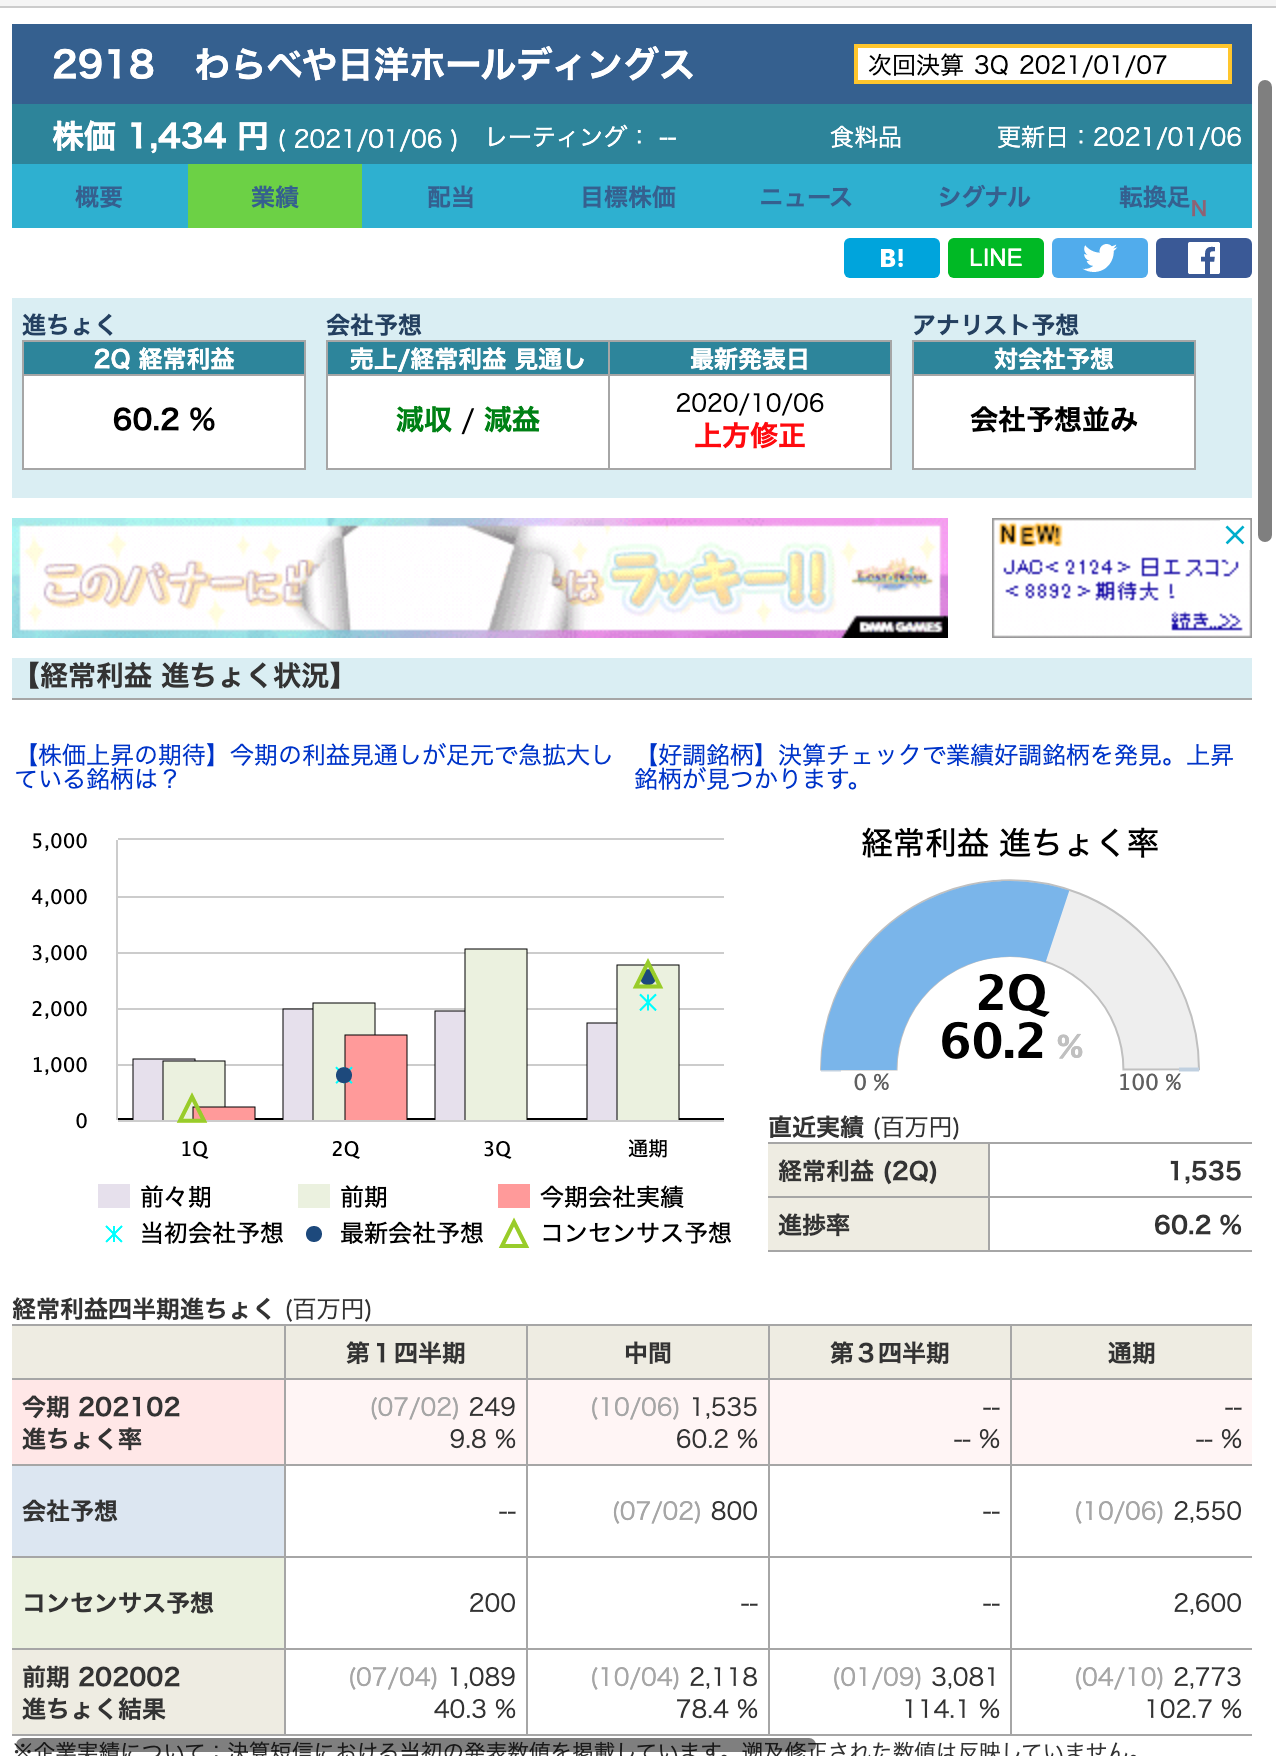 2918　わらべや日洋ホールディングス
次回決算 3Q 2021/01/07
株価 1,434 円 ( 2021/01/06 )　レーティング： --　食料品　更新日：2021/01/06
概要　業績　配当　目標株価　ニュース　シグナル　転換足N
B!　LINE
進ちょく　会社予想　アナリスト予想
2Q 経常利益　売上/経常利益 見通し　最新発表日　対会社予想
60.2 %　減収 / 減益　2020/10/06　会社予想並み
上方修正
このバナーに出　は ラッキー!!
DMM GAMES
NEW!
JAC<2124> 日エスコン
<8892>期待大！
続き..>>
【経常利益 進ちょく状況】
【株価上昇の期待】今期の利益見通しが足元で急拡大し
ている銘柄は？
【好調銘柄】決算チェックで業績好調銘柄を発見。上昇
銘柄が見つかります。
5,000
4,000
3,000
2,000
1,000
0
1Q　2Q　3Q　通期
前々期　前期　今期会社実績
当初会社予想　最新会社予想　コンセンサス予想
経常利益 進ちょく率
2Q
60.2 %
0 %　100 %
直近実績 (百万円)
経常利益 (2Q)　1,535
進捗率　60.2 %
経常利益四半期進ちょく (百万円)
第１四半期　中間　第３四半期　通期
今期 202102　(07/02) 249　(10/06) 1,535　--　--
進ちょく率　9.8 %　60.2 %　-- %　-- %
会社予想　--　(07/02) 800　--　(10/06) 2,550
コンセンサス予想　200　--　--　2,600
前期 202002　(07/04) 1,089　(10/04) 2,118　(01/09) 3,081　(04/10) 2,773
進ちょく結果　40.3 %　78.4 %　114.1 %　102.7 %
※企業実績について：決算短信における当初の発表数値を掲載しています。遡及修正された数値は反映していません。